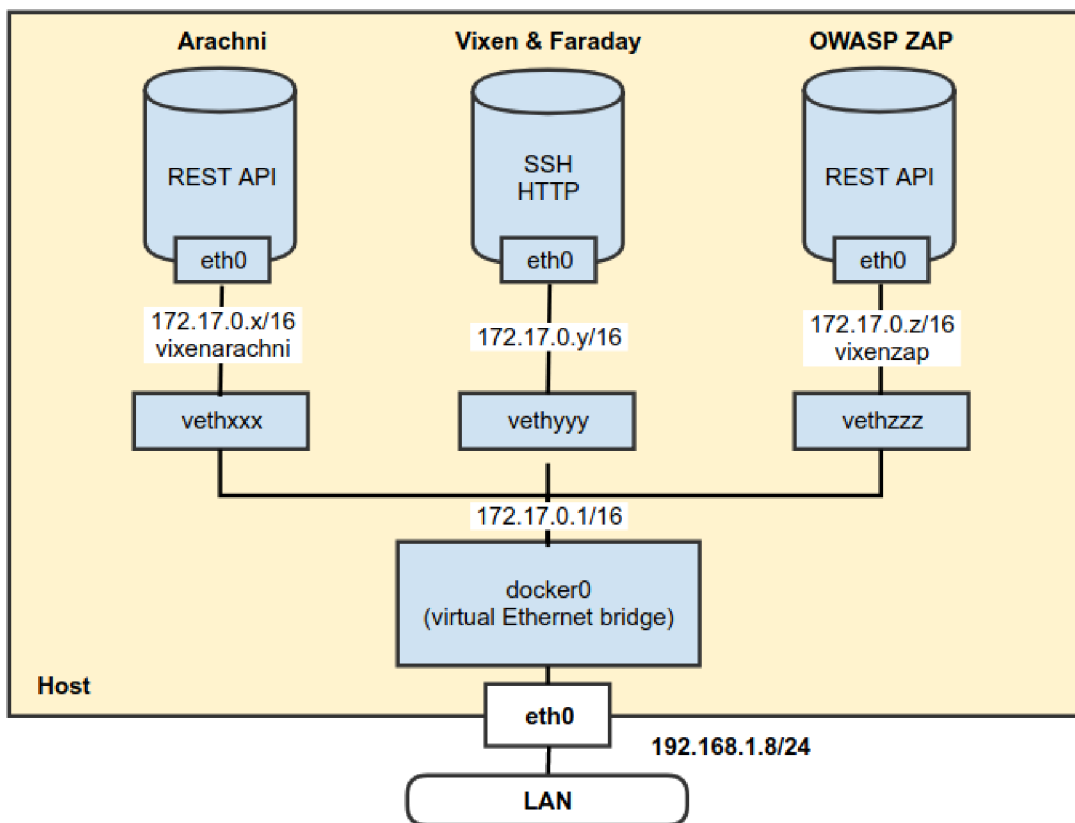 Arachni
Vixen & Faraday
OWASP ZAP
REST API
SSH
HTTP
REST API
eth0
eth0
eth0
172.17.0.x/16
vixenarachni
172.17.0.y/16
172.17.0.z/16
vixenzap
vethxxx
vethyyy
vethzzz
172.17.0.1/16
docker0
(virtual Ethernet bridge)
Host
eth0
192.168.1.8/24
LAN